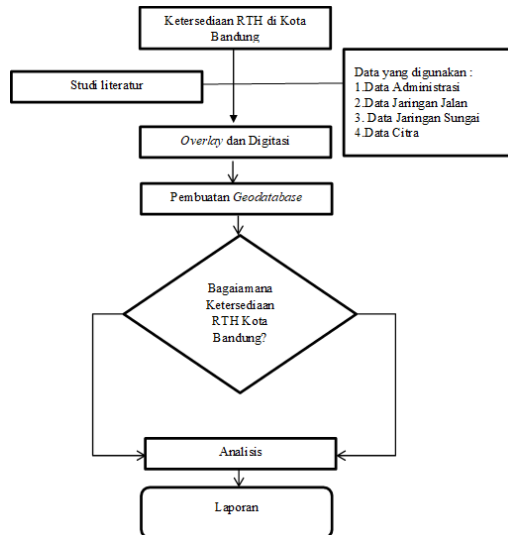 Ketersediaan RTH di Kota
Bandung
Studi literatur
Data yang digunakan :
1.Data Administrasi
2.Data Jaringan Jalan
3. Data Jaringan Sungai
4.Data Citra
Overlay dan Digitasi
Pembuatan Geodatabase
Bagaiamana
Ketersediaan
RTH Kota
Bandung?
Analisis
Laporan